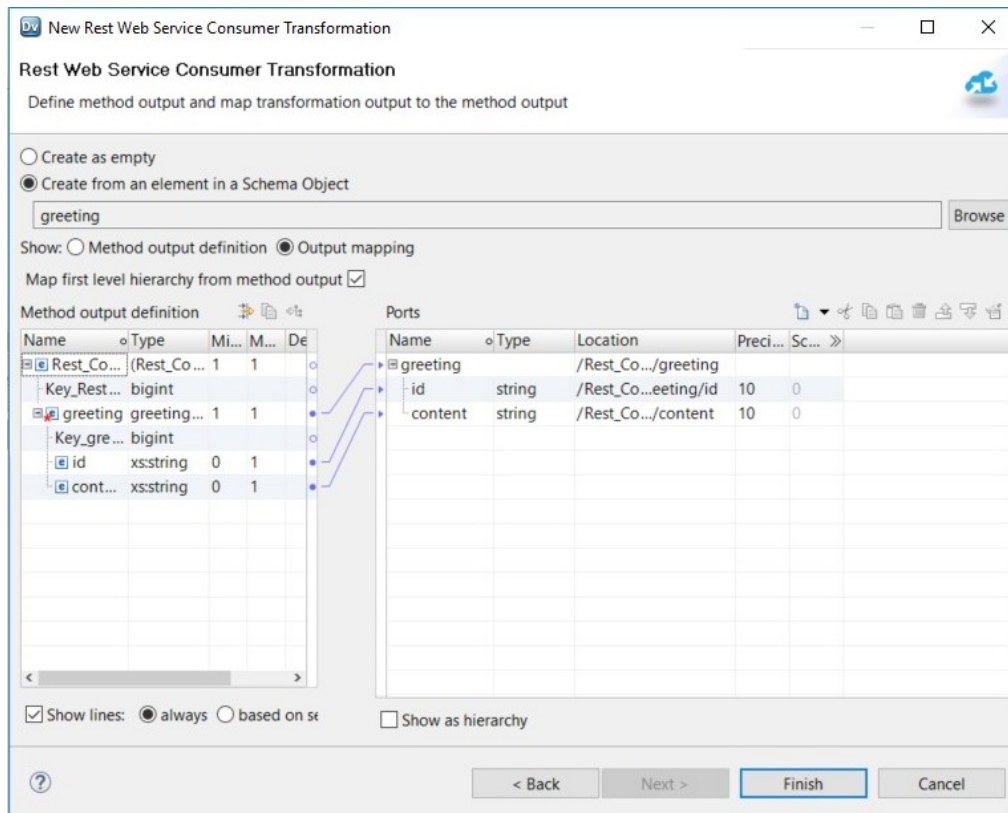 Dv New Rest Web Service Consumer Transformation
Rest Web Service Consumer Transformation
Define method output and map transformation output to the method output
Create as empty
Create from an element in a Schema Object
greeting Browse
Show: Method output definition Output mapping
Map first level hierarchy from method output
Method output definition Ports
Name Type Mi... M... De Name Type Location Preci... Sc... »
Rest_Co... (Rest_Co... 1 1 greeting /Rest_Co.../greeting
Key_Rest... bigint id string /Rest_Co...eeting/id 10 0
greeting greeting... 1 1 content string /Rest_Co.../content 10 0
Key_gre... bigint
e id xs:string 0 1
e cont... xs:string 0 1
Show lines: always based on se Show as hierarchy
? < Back Next > Finish Cancel